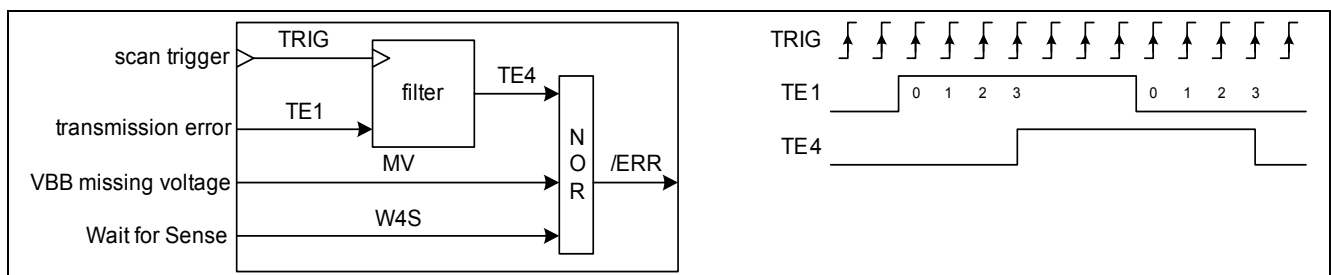 scan trigger
TRIG
filter
TE4
transmission error
TE1
VBB missing voltage
MV
Wait for Sense
W4S
N
O
R
/ERR
TRIG
TE1
0 1 2 3 0 1 2 3
TE4